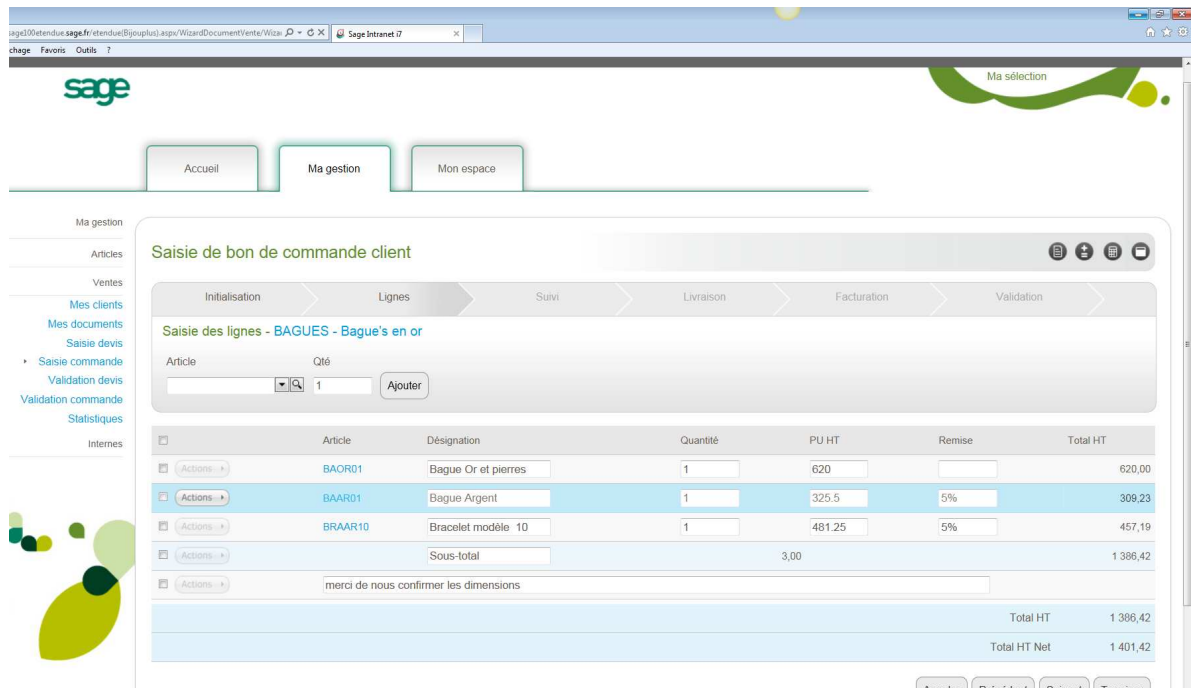 sage100etendue.sage.fr/etendue(Bijouplus).aspx/WizardDocumentVente/Wiza
Sage Intranet i7
chage Favoris Outils ?
sage
Ma sélection
Accueil Ma gestion Mon espace
Ma gestion
Articles
Ventes
Mes clients
Mes documents
Saisie devis
Saisie commande
Validation devis
Validation commande
Statistiques
Internes
Saisie de bon de commande client
Initialisation Lignes Suivi Livraison Facturation Validation
Saisie des lignes - BAGUES - Bague's en or
Article Qté
1 Ajouter
Article Désignation Quantité PU HT Remise Total HT
Actions BAOR01 Bague Or et pierres 1 620 620,00
Actions BAAR01 Bague Argent 1 325.5 5% 309,23
Actions BRAAR10 Bracelet modèle 10 1 481.25 5% 457,19
Actions Sous-total 3,00 1 386,42
Actions merci de nous confirmer les dimensions
Total HT 1 386,42
Total HT Net 1 401,42